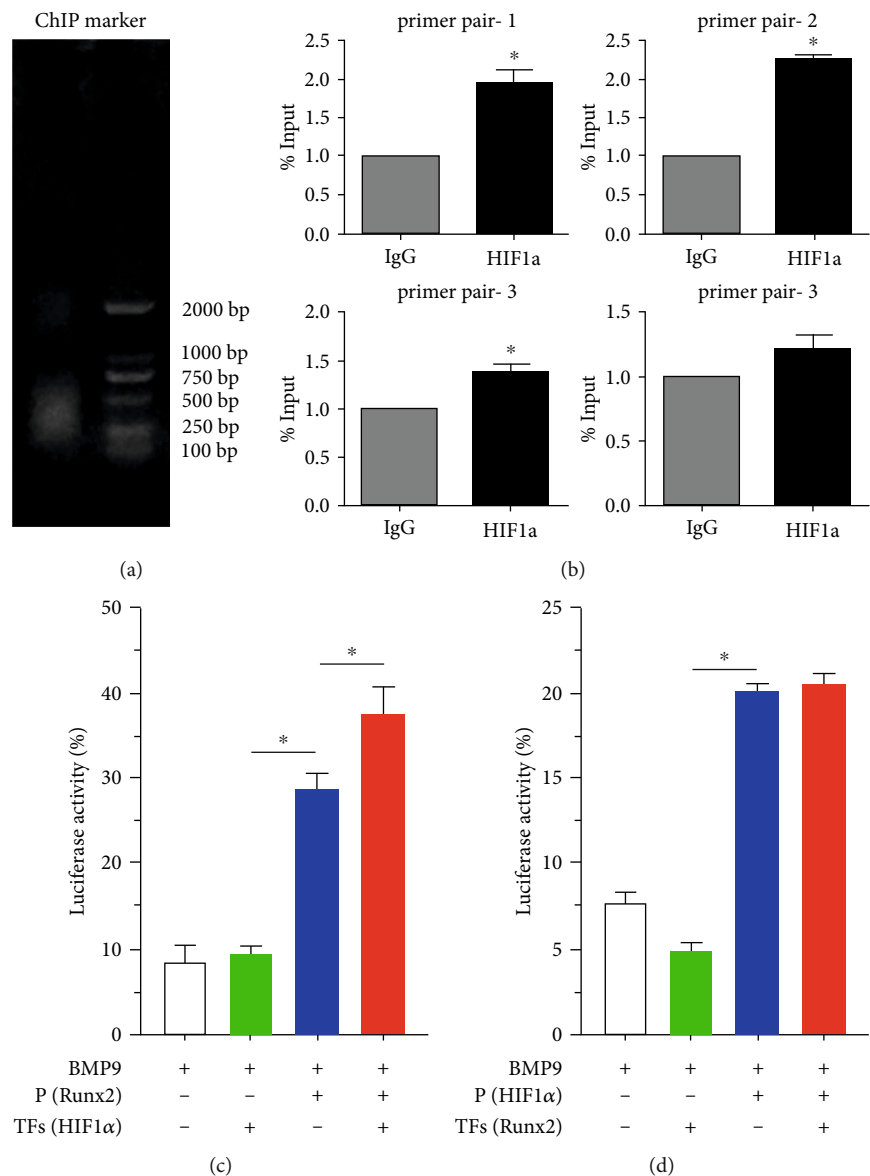 ChIP marker
2000 bp
1000 bp
750 bp
500 bp
250 bp
100 bp
(a)
primer pair- 1
2.5
2.0
1.5
1.0
0.5
0.0
% Input
*
IgG
HIF1a
primer pair- 2
2.5
2.0
1.5
1.0
0.5
0.0
% Input
*
IgG
HIF1a
primer pair- 3
2.0
1.5
1.0
0.5
0.0
% Input
*
IgG
HIF1a
primer pair- 3
1.5
1.0
0.5
0.0
% Input
IgG
HIF1a
(b)
50
40
30
20
10
0
Luciferase activity (%)
*
*
BMP9 + + + +
P (Runx2) – – + +
TFs (HIF1α) – + – +
(c)
25
20
15
10
5
0
Luciferase activity (%)
*
BMP9 + + + +
P (HIF1α) – – + +
TFs (Runx2) – + – +
(d)